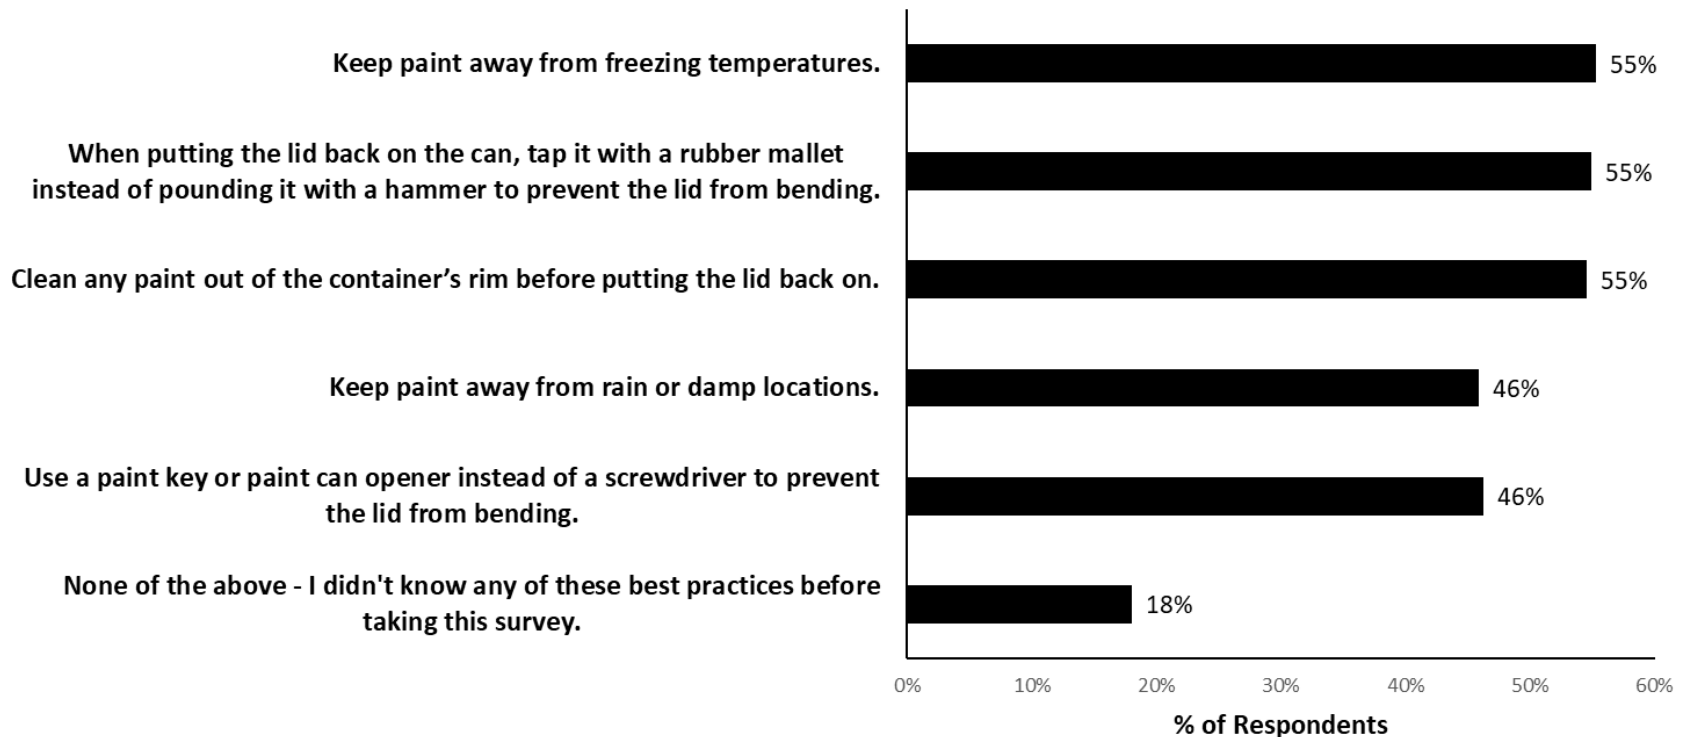 Keep paint away from freezing temperatures.
55%
When putting the lid back on the can, tap it with a rubber mallet
instead of pounding it with a hammer to prevent the lid from bending.
55%
Clean any paint out of the container’s rim before putting the lid back on.
55%
Keep paint away from rain or damp locations.
46%
Use a paint key or paint can opener instead of a screwdriver to prevent
the lid from bending.
46%
None of the above - I didn't know any of these best practices before
taking this survey.
18%
0% 10% 20% 30% 40% 50% 60%
% of Respondents